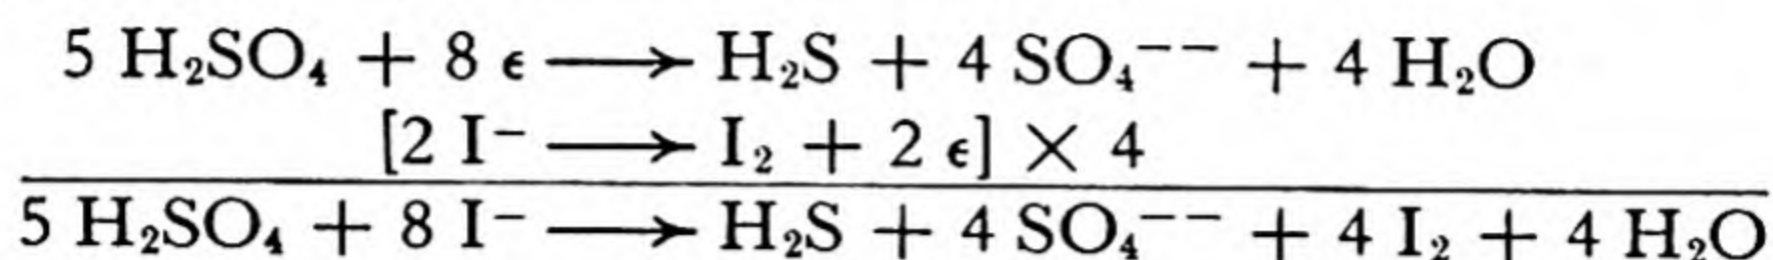 5 H₂SO₄ + 8 ϵ ⟶ H₂S + 4 SO₄⁻⁻ + 4 H₂O
[2 I⁻ ⟶ I₂ + 2 ϵ] × 4
5 H₂SO₄ + 8 I⁻ ⟶ H₂S + 4 SO₄⁻⁻ + 4 I₂ + 4 H₂O